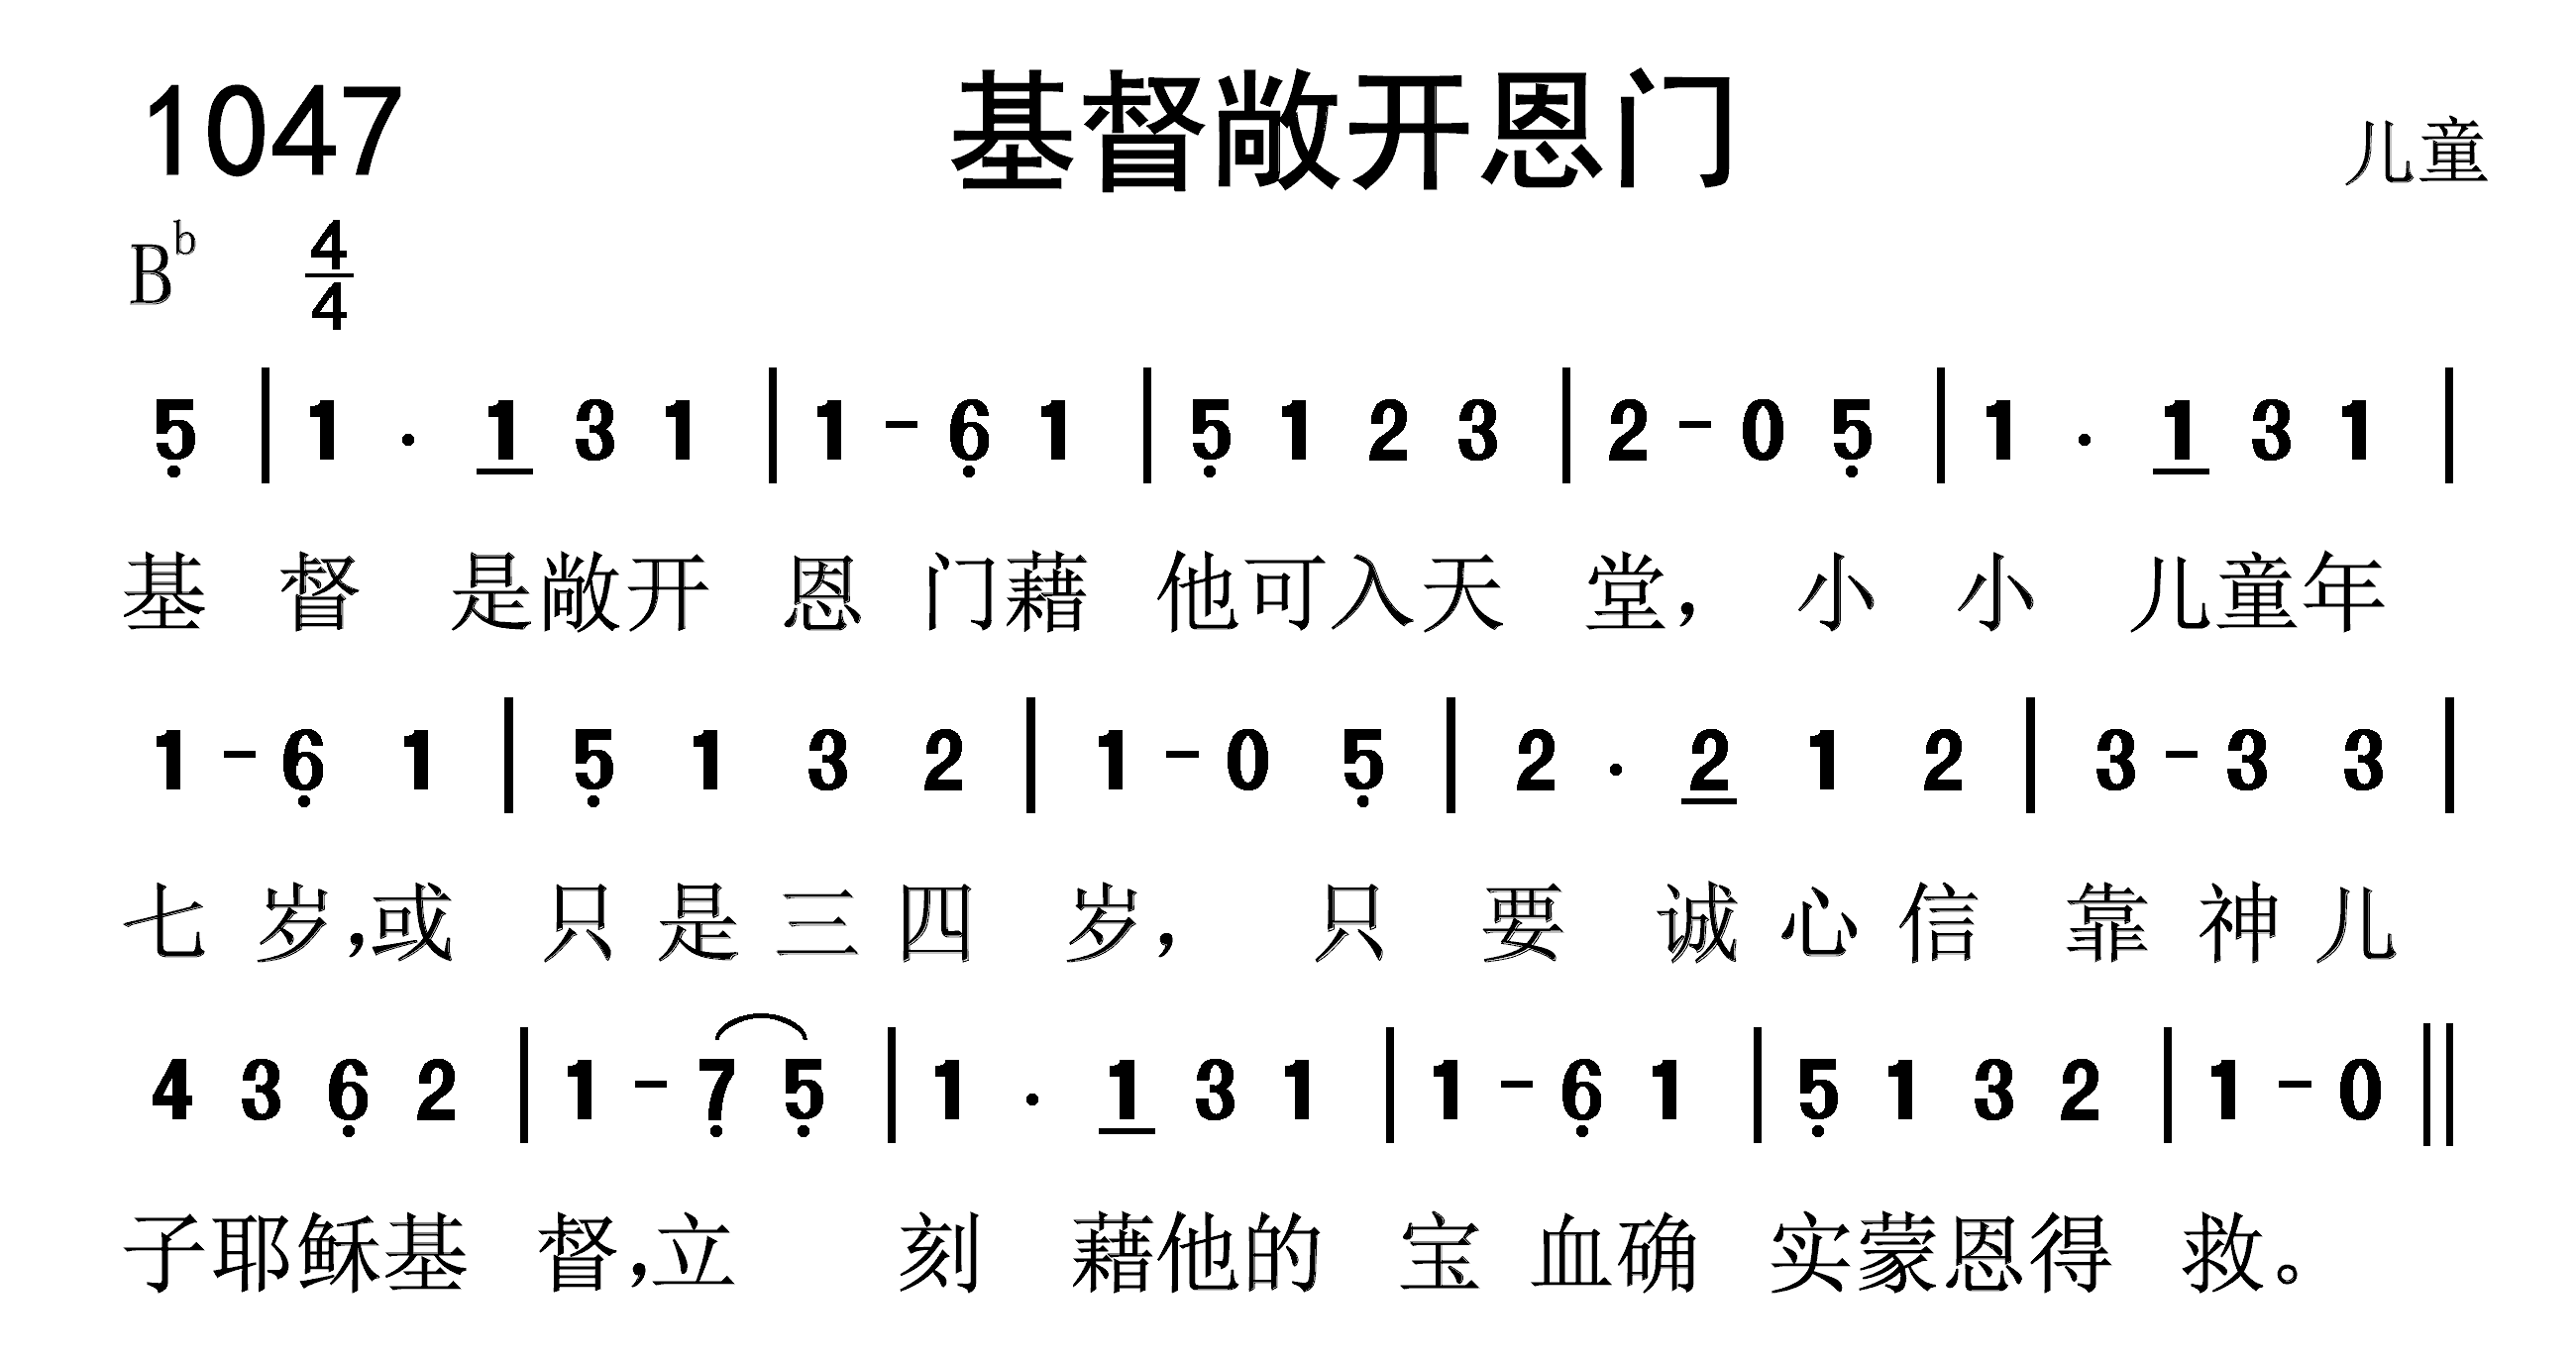 1047 基督敞开恩门 儿童
B♭ 4/4
5̣ | 1 · 1̲ 3 1 | 1 - 6̣ 1 | 5̣ 1 2 3 | 2 - 0 5̣ | 1 · 1̲ 3 1 |
基 督 是敞开 恩 门藉 他可入天 堂， 小 小 儿童年
1 - 6̣ 1 | 5̣ 1 3 2 | 1 - 0 5̣ | 2 · 2̲ 1 2 | 3 - 3 3 |
七 岁，或 只 是 三 四 岁， 只 要 诚 心 信 靠 神 儿
4 3 6̣ 2 | 1 - 7̣ 5̣ | 1 · 1̲ 3 1 | 1 - 6̣ 1 | 5̣ 1 3 2 | 1 - 0 ||
子耶稣基 督，立 刻 藉他的 宝 血确 实蒙恩得 救。